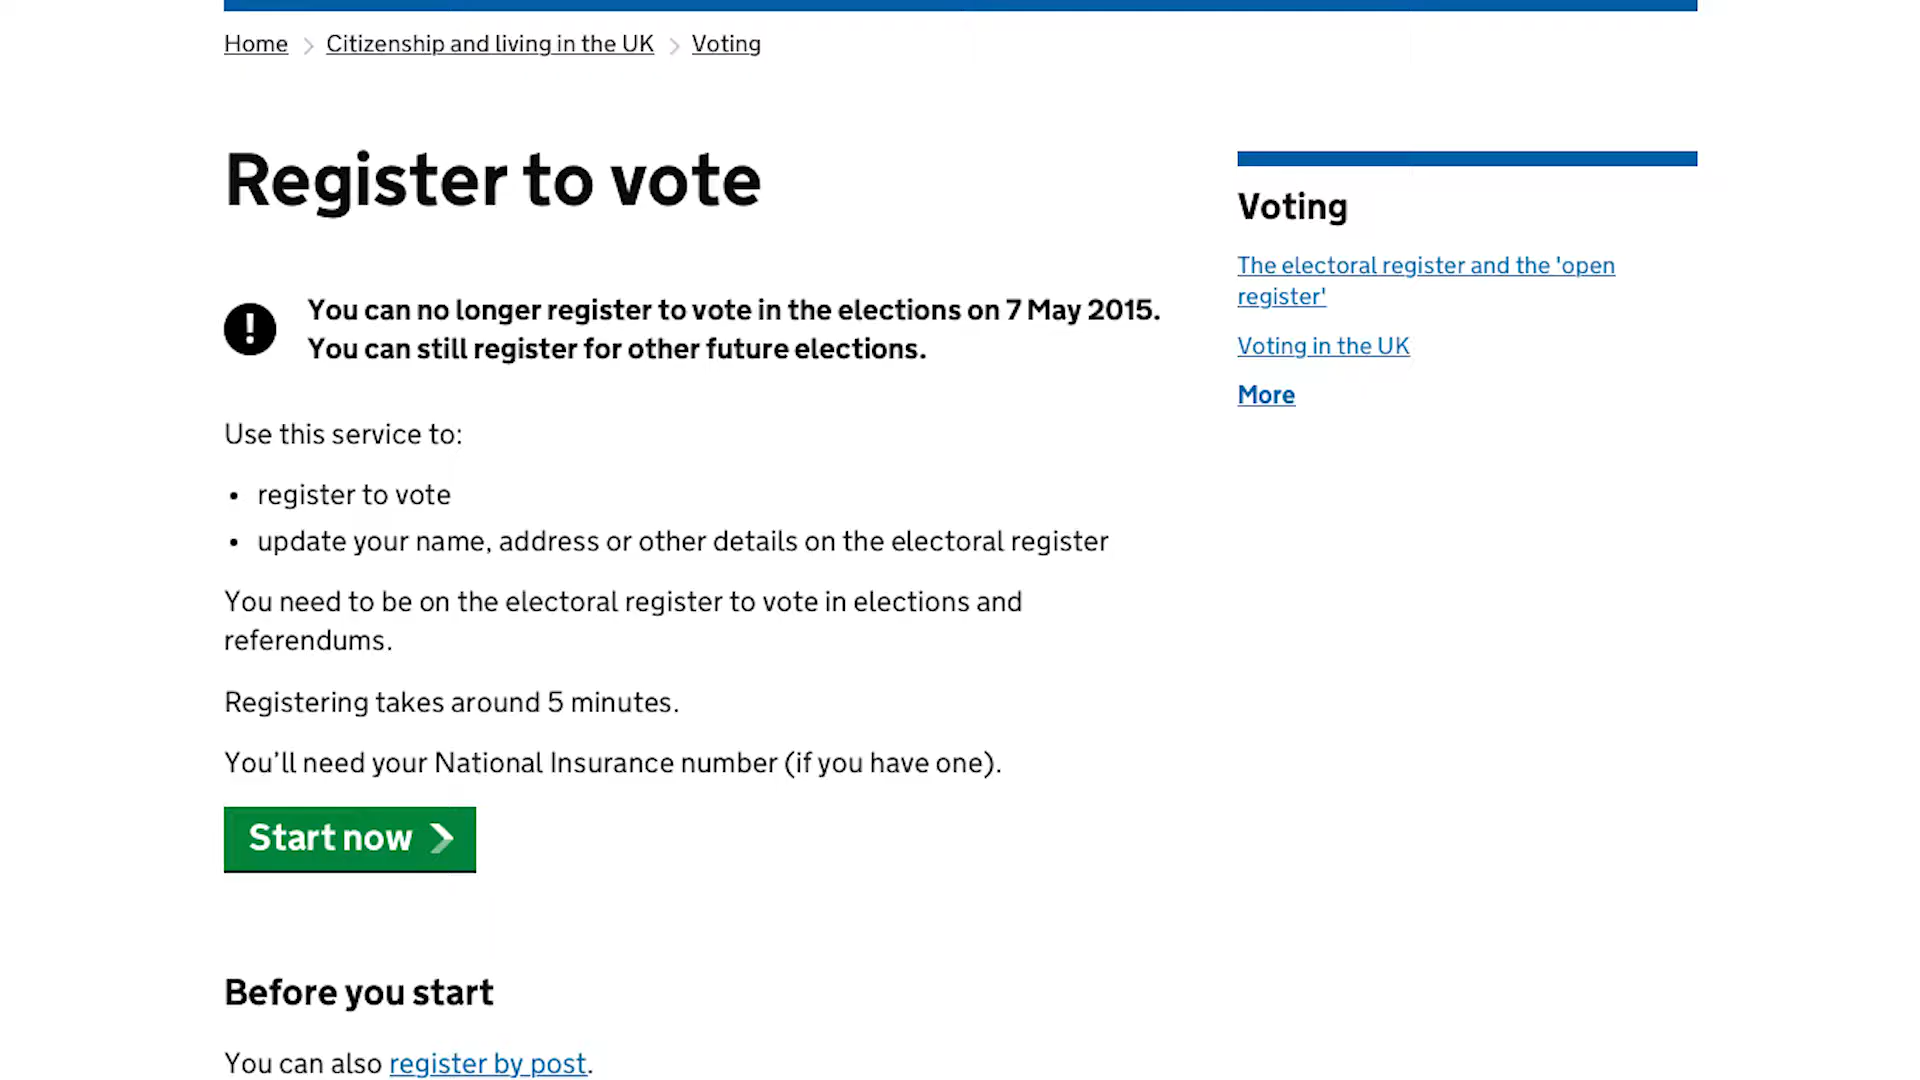 Home > Citizenship and living in the UK > Voting
Register to vote
You can no longer register to vote in the elections on 7 May 2015.
You can still register for other future elections.
Use this service to:
• register to vote
• update your name, address or other details on the electoral register
You need to be on the electoral register to vote in elections and
referendums.
Registering takes around 5 minutes.
You’ll need your National Insurance number (if you have one).
Start now
Before you start
You can also register by post.
Voting
The electoral register and the 'open
register'
Voting in the UK
More